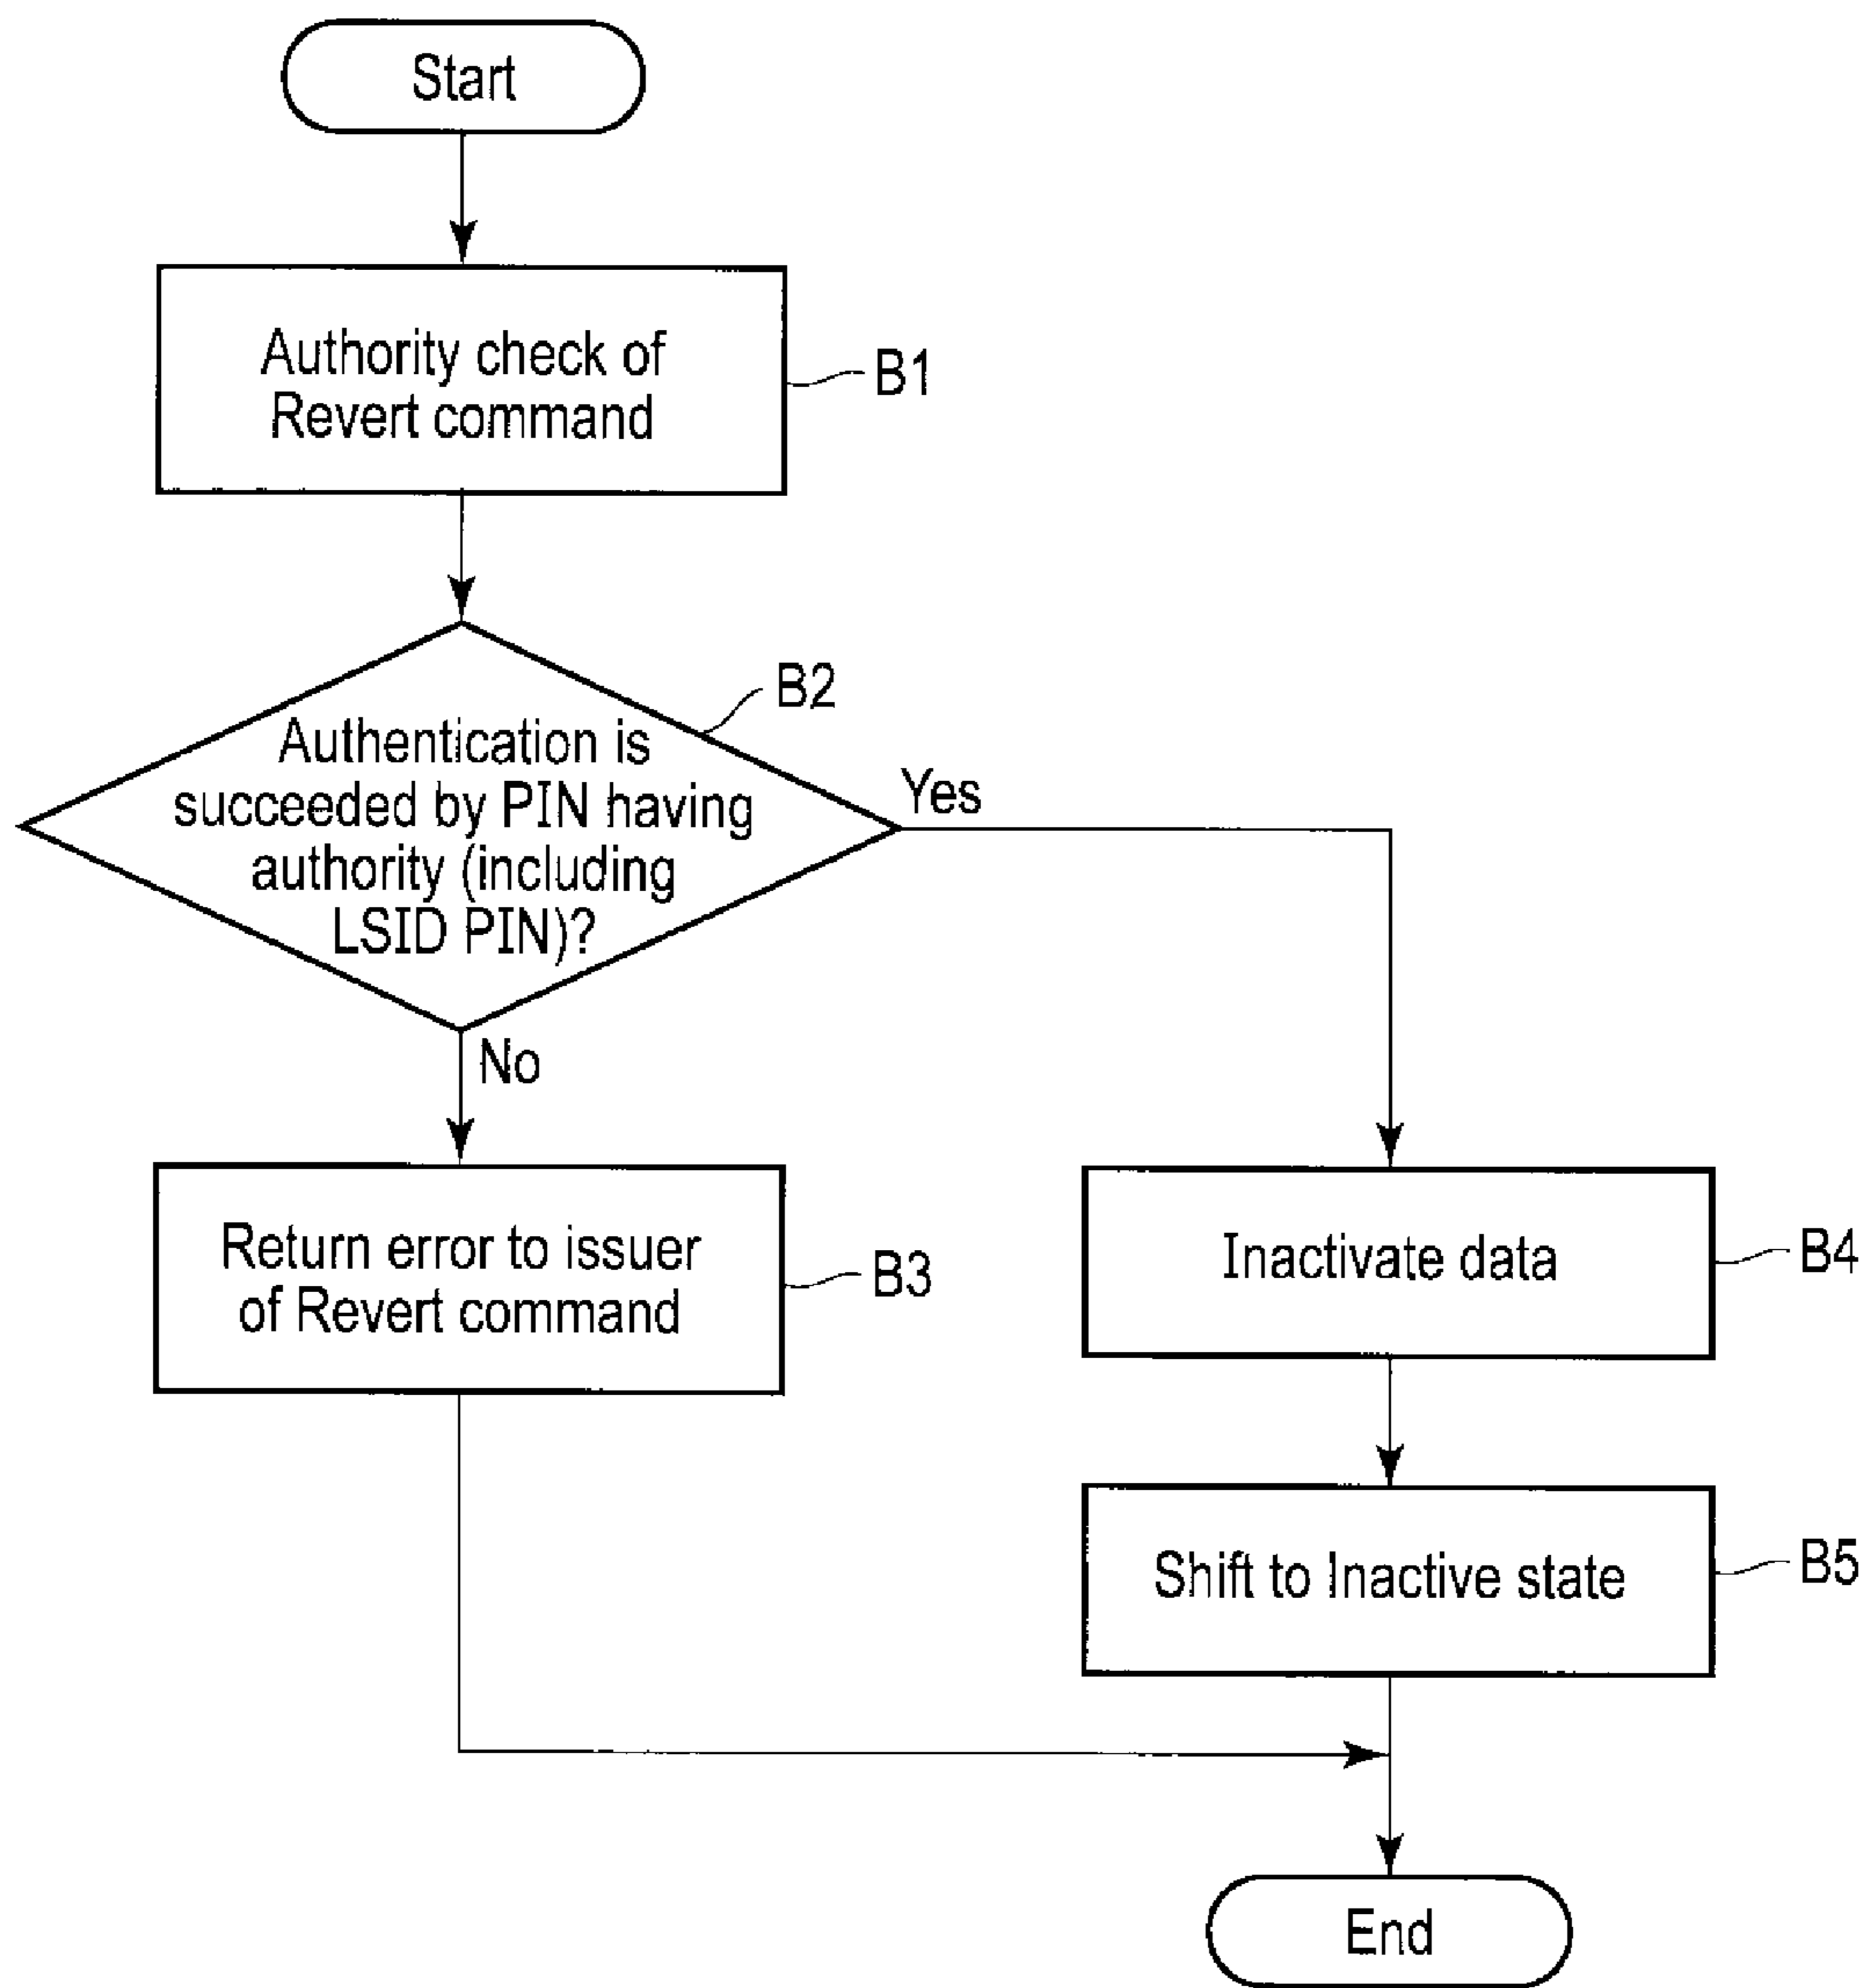 Start
Authority check of
Revert command
B1
B2
Authentication is
succeeded by PIN having
authority (including
LSID PIN)?
Yes
No
Return error to issuer
of Revert command
B3
Inactivate data
B4
Shift to Inactive state
B5
End